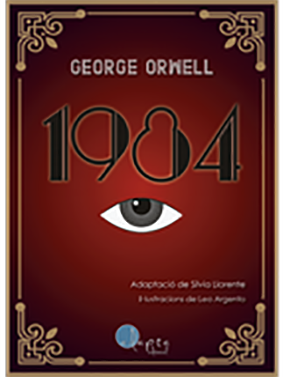 GEORGE ORWELL
1984
Adaptació de Sílvia Llorente
Il·lustracions de Leo Argento